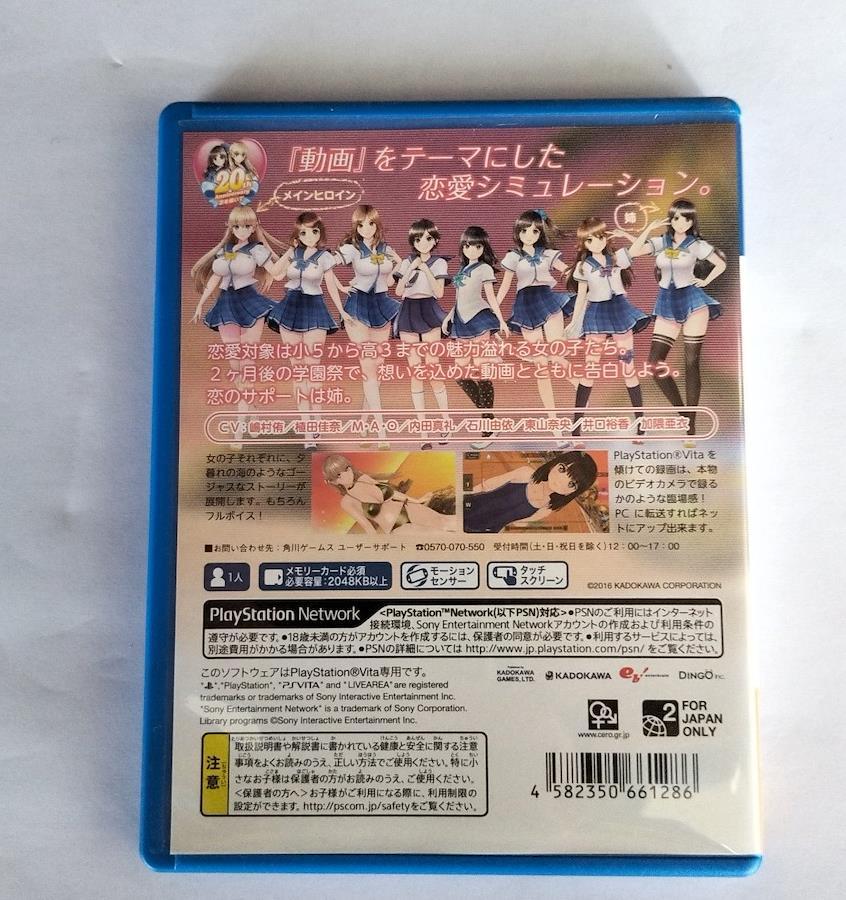 20th
Anniversary
『動画』をテーマにした
恋愛シミュレーション。
メインヒロイン
姉
恋愛対象は小5から高3までの魅力溢れる女の子たち。
2ヶ月後の学園祭で、想いを込めた動画とともに告白しよう。
恋のサポートは姉。
CV:嶋村侑/植田佳奈/M・A・O/内田真礼/石川由依/東山奈央/井口裕香/加隈亜衣
女の子それぞれに、夕
暮れの海のようなゴー
ジャスなストーリーが
展開します。もちろん
フルボイス!
PlayStation®Vitaを
傾けての録画は、本物
のビデオカメラで録る
かのような臨場感!
PCに転送すればネッ
トにアップ出来ます。
■お問い合わせ先:角川ゲームス ユーザーサポート ☎0570-070-550 受付時間(土・日・祝日を除く)12:00〜17:00
1人
メモリーカード必須
必要容量:2048KB以上
モーション
センサー
タッチ
スクリーン
©2016 KADOKAWA CORPORATION
PlayStation Network
<PlayStation™Network(以下PSN)対応>●PSNのご利用にはインターネット
接続環境、Sony Entertainment Networkアカウントの作成および利用条件の
遵守が必要です。●18歳未満の方がアカウントを作成するには、保護者の同意が必要です。●利用するサービスによっては、
別途費用がかかる場合があります。●PSNの詳細については http://www.jp.playstation.com/psn/ をご覧ください。
このソフトウェアはPlayStation®Vita専用です。
"PlayStation", "PSVITA" and "LIVEAREA" are registered
trademarks or trademarks of Sony Interactive Entertainment Inc.
"Sony Entertainment Network" is a trademark of Sony Corporation.
Library programs ©Sony Interactive Entertainment Inc.
Published by
KADOKAWA
GAMES, LTD.
KADOKAWA
DINGO Inc.
www.cero.gr.jp
2
FOR
JAPAN
ONLY
注意
取扱説明書や解説書に書かれている健康と安全に関する注意
事項をよくお読みのうえ、正しい方法でご使用ください。特に小
さなお子様は保護者の方がお読みのうえ、ご使用ください。
<保護者の方へ>お子様がご利用になる際に、利用制限の
設定ができます。http://pscom.jp/safetyをご覧ください。
4 582350 661286